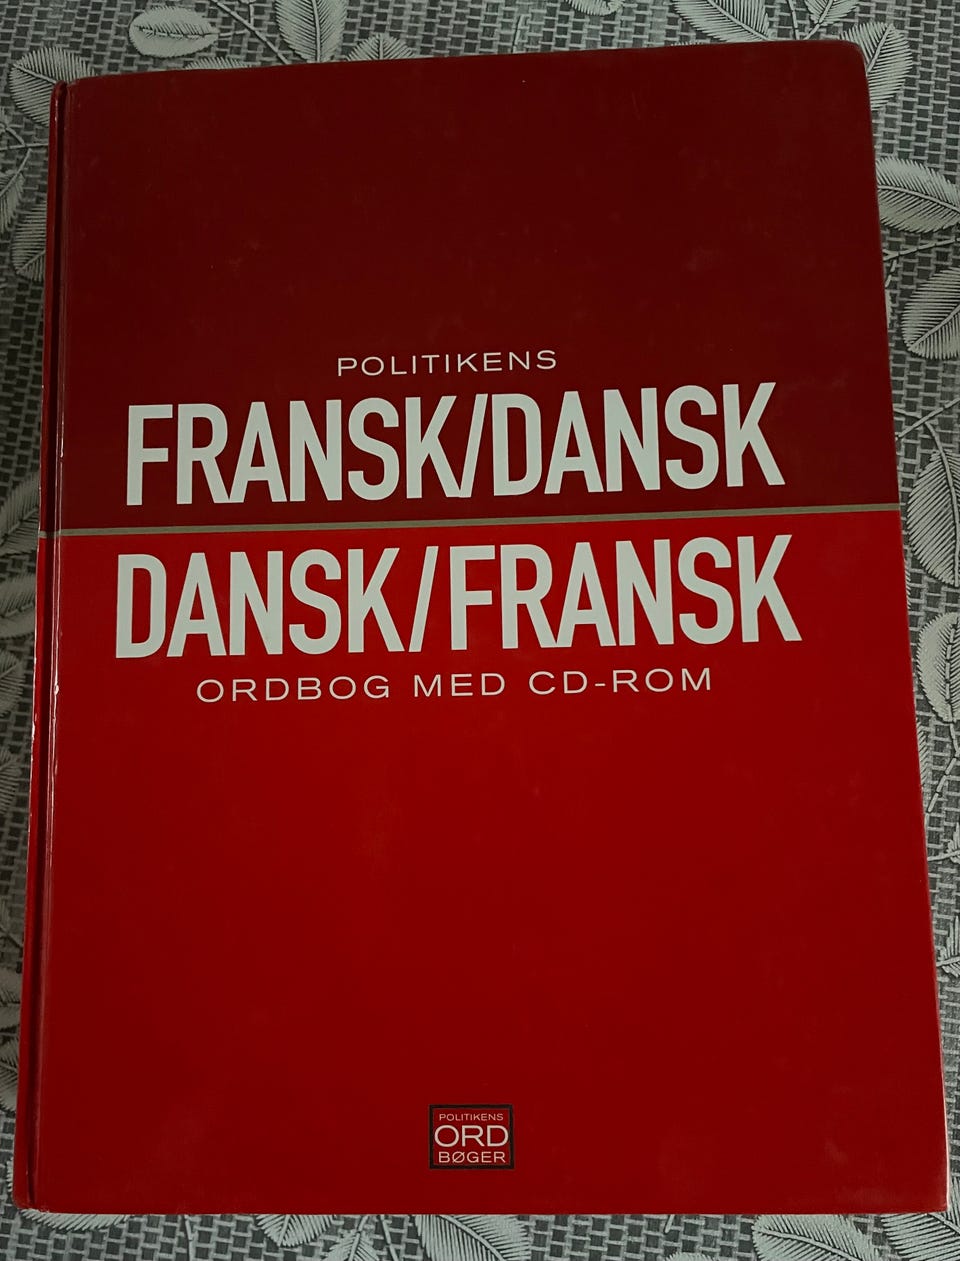 POLITIKENS
FRANSK/DANSK
DANSK/FRANSK
ORDBOG MED CD-ROM
POLITIKENS
ORD
BØGER